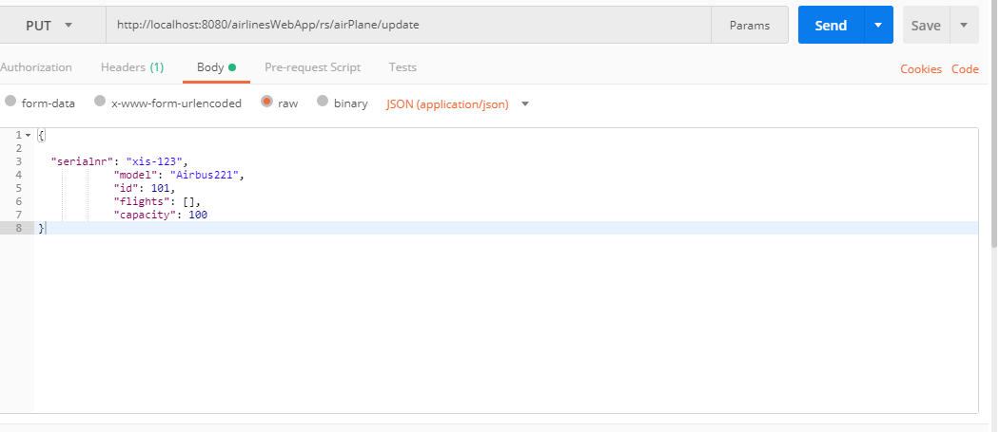 PUT http://localhost:8080/airlinesWebApp/rs/airPlane/update Params Send Save
Authorization Headers (1) Body Pre-request Script Tests Cookies Code
form-data x-www-form-urlencoded raw binary JSON (application/json)
1 {
2
3 "serialnr": "xis-123",
4 "model": "Airbus221",
5 "id": 101,
6 "flights": [],
7 "capacity": 100
8 }